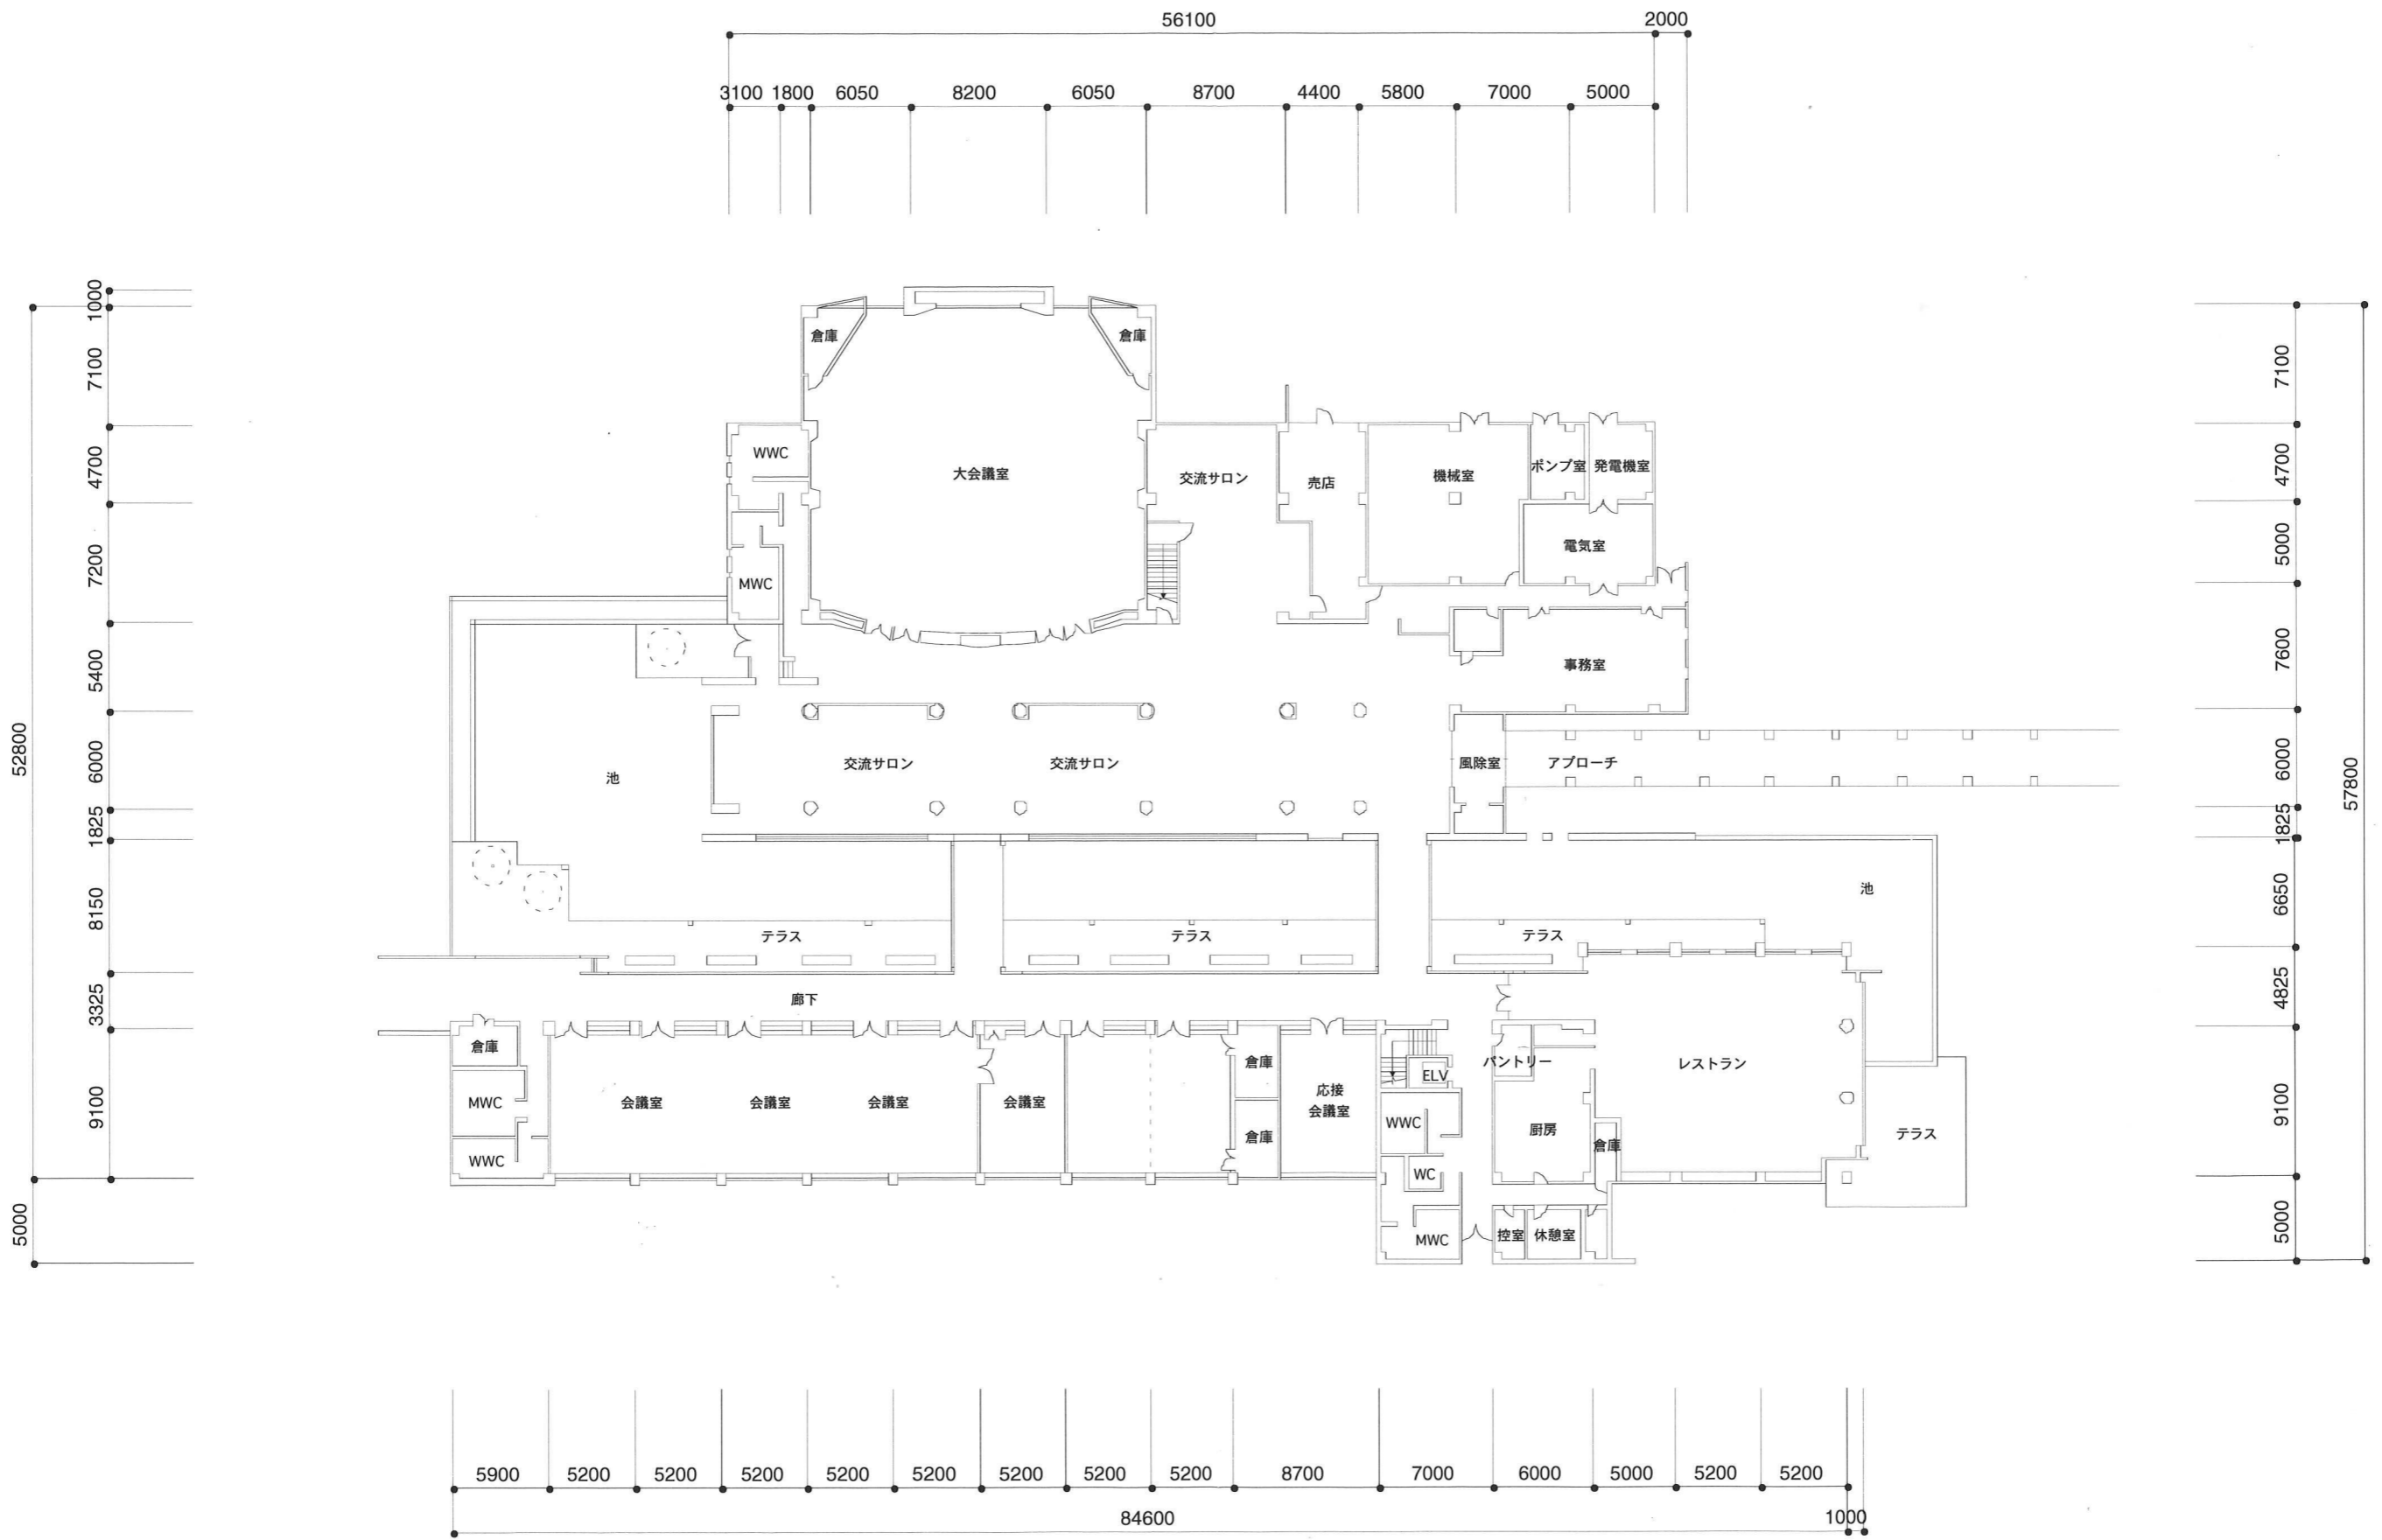 56100 2000
3100 1800 6050 8200 6050 8700 4400 5800 7000 5000
1000
7100
4700
7200
5400
6000
1825
8150
3325
9100
52800
5000
倉庫 倉庫
WWC 大会議室 交流サロン 売店 機械室 ポンプ室 発電機室
電気室
MWC
事務室
池 交流サロン 交流サロン 風除室 アプローチ
池
テラス テラス テラス
廊下
倉庫 倉庫 ELV パントリー レストラン
MWC 会議室 会議室 会議室 会議室 応接
会議室
WWC 厨房 テラス
WWC 倉庫 倉庫
WC
MWC 控室 休憩室
7100
4700
5000
7600
6000
1825
6650
4825
9100
5000
57800
5900 5200 5200 5200 5200 5200 5200 5200 5200 8700 7000 6000 5000 5200 5200
84600 1000